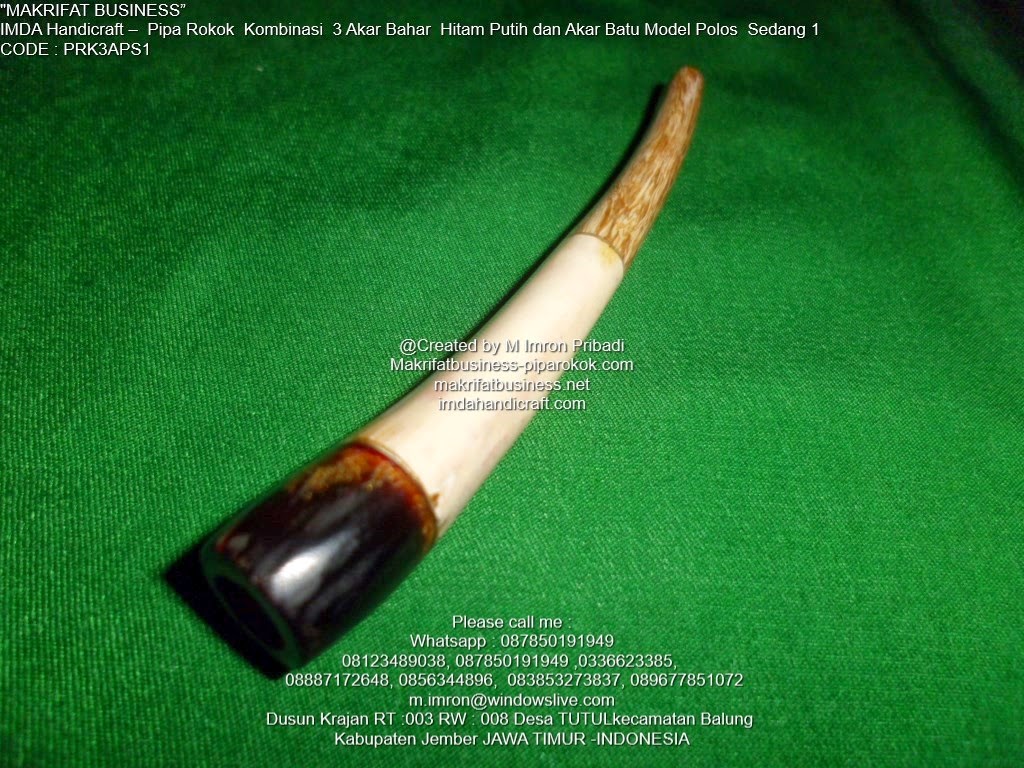 "MAKRIFAT BUSINESS”
IMDA Handicraft – Pipa Rokok Kombinasi 3 Akar Bahar Hitam Putih dan Akar Batu Model Polos Sedang 1
CODE : PRK3APS1
@Created by M Imron Pribadi
Makrifatbusiness-piparokok.com
makrifatbusiness.net
imdahandicraft.com
Please call me :
Whatsapp : 087850191949
08123489038, 087850191949 ,0336623385,
08887172648, 0856344896, 083853273837, 089677851072
m.imron@windowslive.com
Dusun Krajan RT :003 RW : 008 Desa TUTULkecamatan Balung
Kabupaten Jember JAWA TIMUR -INDONESIA